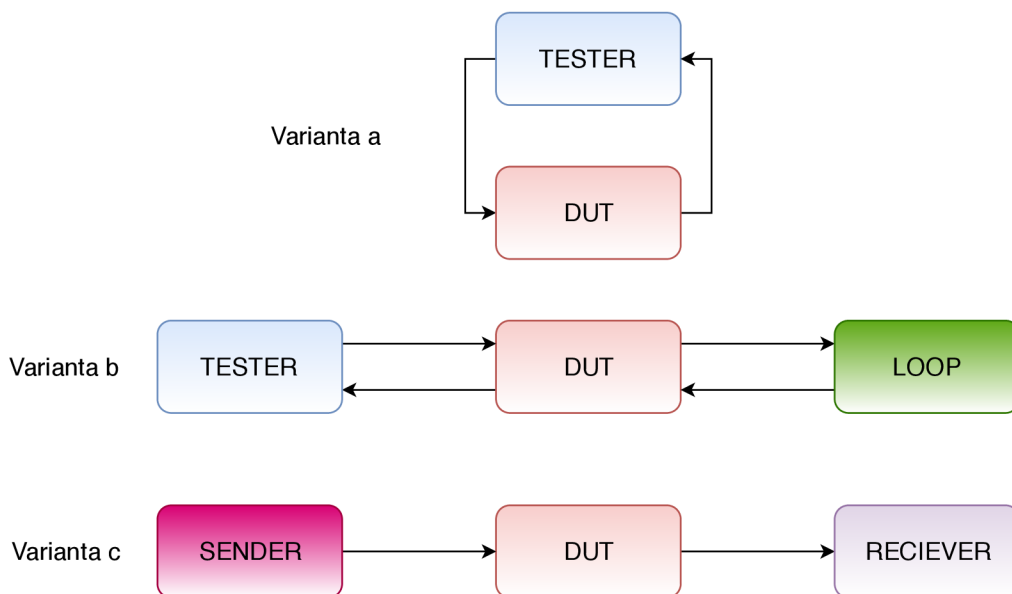 TESTER
Varianta a
DUT
Varianta b
TESTER
DUT
LOOP
Varianta c
SENDER
DUT
RECIEVER